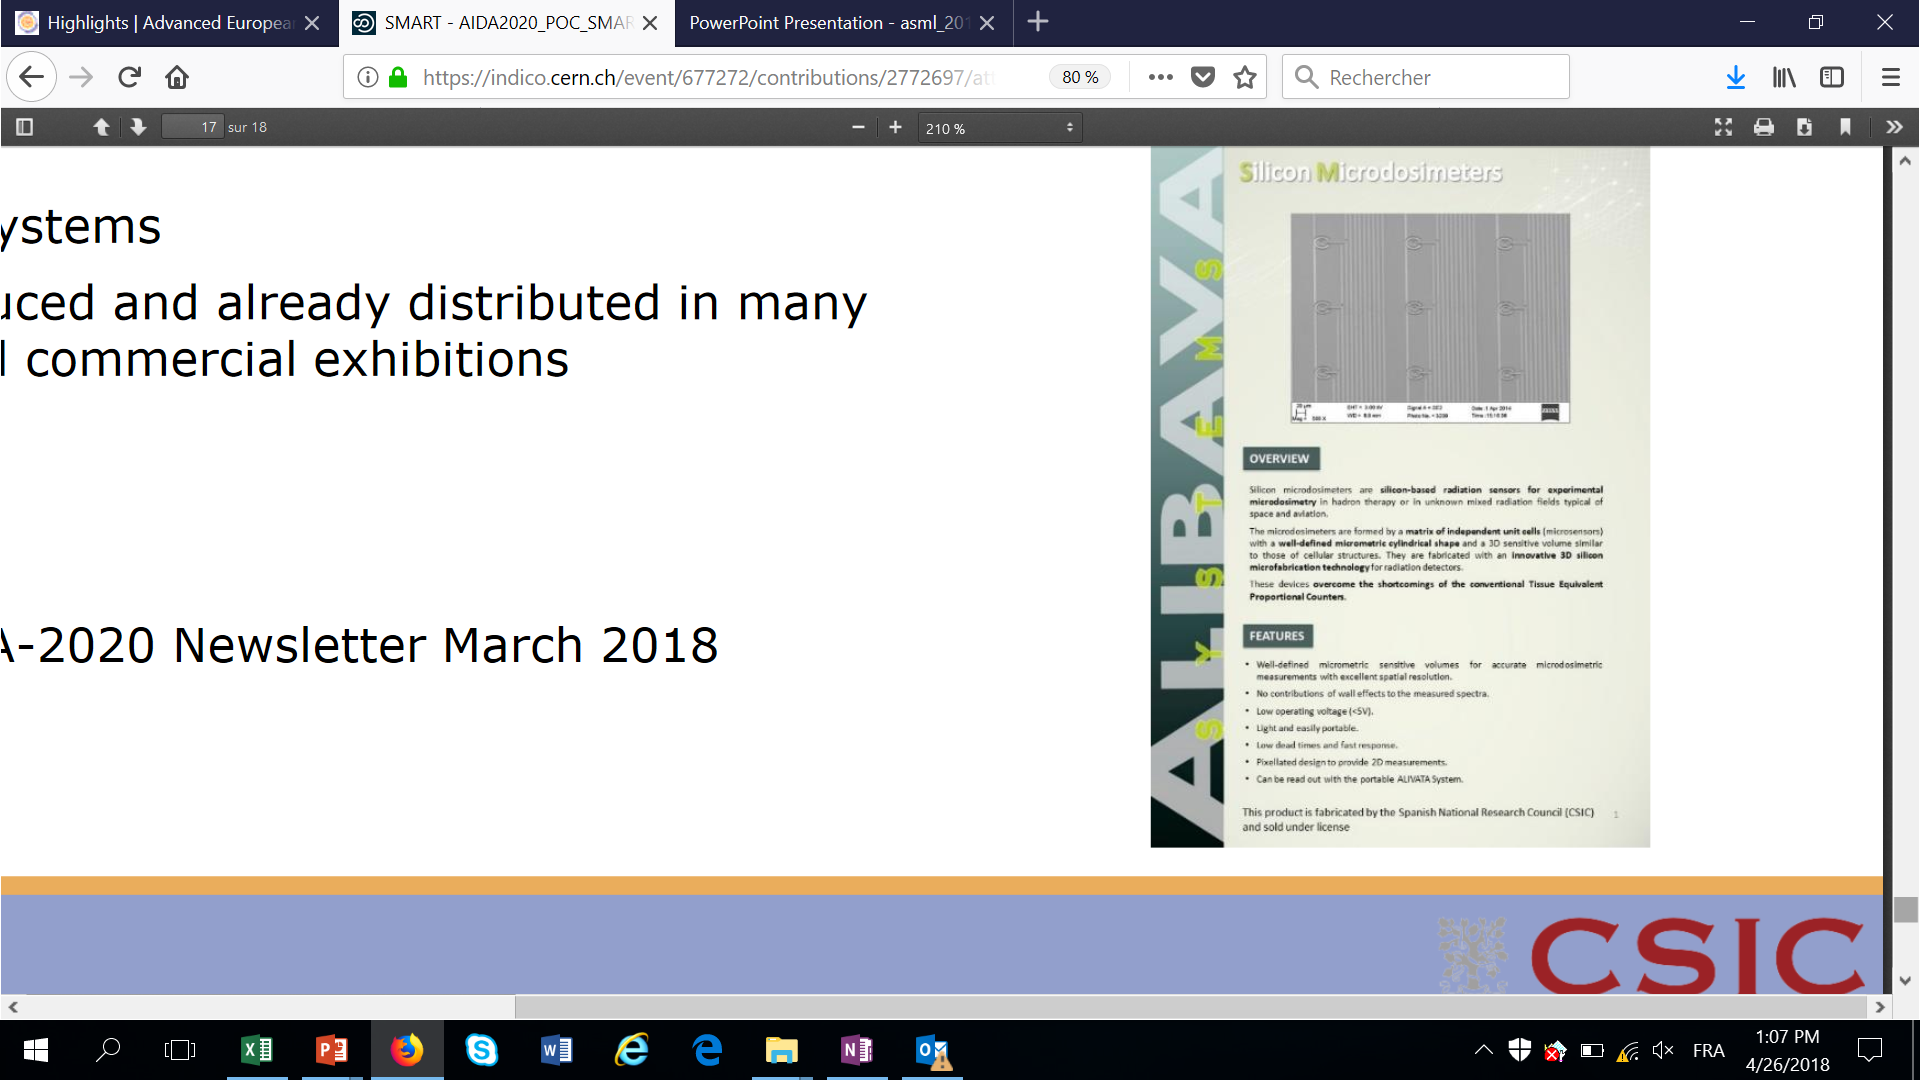 Highlights | Advanced Europea
SMART - AIDA2020_POC_SMAR
PowerPoint Presentation - asml_201
https://indico.cern.ch/event/677272/contributions/2772697/at
80 %
Rechercher
17 sur 18
210 %
ystems
uced and already distributed in many
l commercial exhibitions
A-2020 Newsletter March 2018
ALIBAVA
SYSTEMS
Silicon Microdosimeters
OVERVIEW
Silicon microdosimeters are silicon-based radiation sensors for experimental
microdosimetry in hadron therapy or in unknown mixed radiation fields typical of
space and aviation.
The microdosimeters are formed by a matrix of independent unit cells (microsensors)
with a well-defined micrometric cylindrical shape and a 3D sensitive volume similar
to those of cellular structures. They are fabricated with an innovative 3D silicon
microfabrication technology for radiation detectors.
These devices overcome the shortcomings of the conventional Tissue Equivalent
Proportional Counters.
FEATURES
• Well-defined micrometric sensitive volumes for accurate microdosimetric
measurements with excellent spatial resolution.
• No contributions of wall effects to the measured spectra.
• Low operating voltage (<5V).
• Light and easily portable.
• Low dead times and fast response.
• Pixellated design to provide 2D measurements.
• Can be read out with the portable ALIVATA System.
This product is fabricated by the Spanish National Research Council (CSIC)
and sold under license
1
CSIC
FRA
1:07 PM
4/26/2018